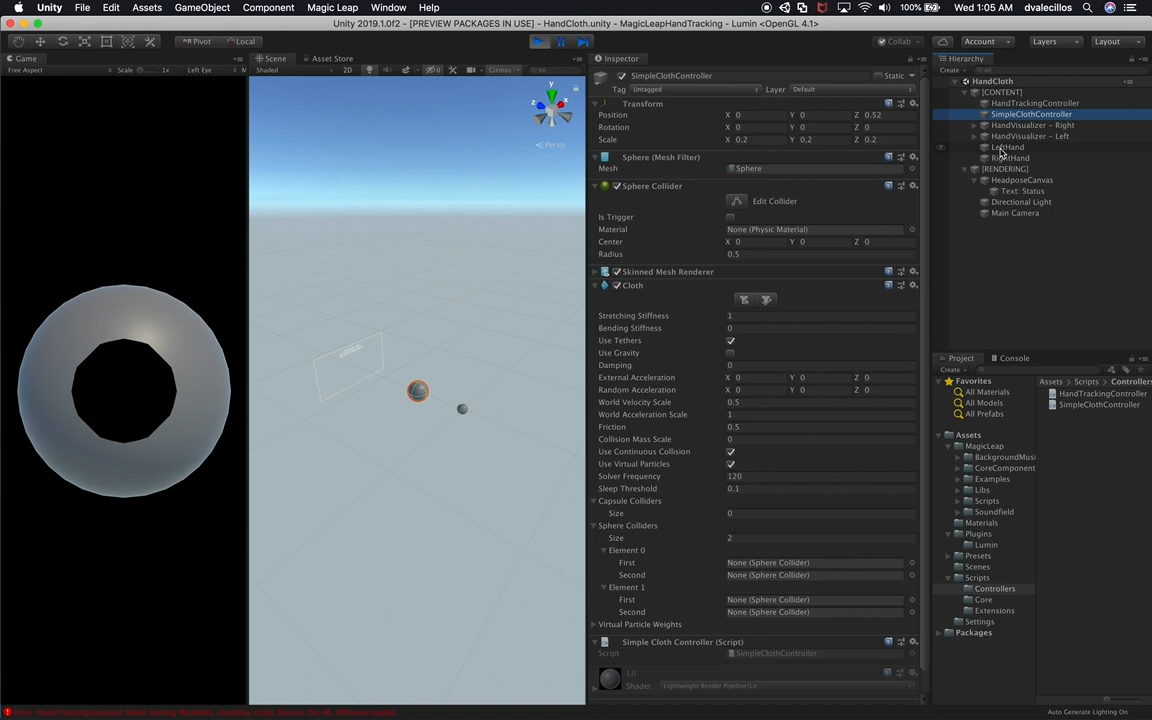 Unity File Edit Assets GameObject Component Magic Leap Window Help 100% Wed 1:05 AM dvalecillos
Unity 2019.1.0f2 - [PREVIEW PACKAGES IN USE] - HandCloth.unity - MagicLeapHandTracking - Lumin <OpenGL 4.1>
Pivot Local Collab Account Layers Layout
Game Scene Asset Store Inspector Hierarchy
Free Aspect Scale 1x Left Eye Shaded 2D 0 Gizmos All
SimpleClothController Static
Create All
Tag Untagged Layer Default
y
x
z
Persp
Transform
Position X 0 Y 0 Z 0.52
Rotation X 0 Y 0 Z 0
Scale X 0.2 Y 0.2 Z 0.2
Sphere (Mesh Filter)
Mesh Sphere
Sphere Collider
Edit Collider
Is Trigger
Material None (Physic Material)
Center X 0 Y 0 Z 0
Radius 0.5
Skinned Mesh Renderer
Cloth
Stretching Stiffness 1
Bending Stiffness 0
Use Tethers
Use Gravity
Damping 0
External Acceleration X 0 Y 0 Z 0
Random Acceleration X 0 Y 0 Z 0
World Velocity Scale 0.5
World Acceleration Scale 1
Friction 0.5
Collision Mass Scale 0
Use Continuous Collision
Use Virtual Particles
Solver Frequency 120
Sleep Threshold 0.1
Capsule Colliders
Size 0
Sphere Colliders
Size 2
Element 0
First None (Sphere Collider)
Second None (Sphere Collider)
Element 1
First None (Sphere Collider)
Second None (Sphere Collider)
Virtual Particle Weights
Simple Cloth Controller (Script)
Script SimpleClothController
Lit
Shader Lightweight Render Pipeline/Lit
HandCloth
[CONTENT]
HandTrackingController
SimpleClothController
HandVisualizer - Right
HandVisualizer - Left
LeftHand
RightHand
[RENDERING]
HeadposeCanvas
Text: Status
Directional Light
Main Camera
Project Console
Create
Favorites
All Materials
All Models
All Prefabs
Assets
MagicLeap
BackgroundMusi
CoreComponent
Examples
Libs
Scripts
Soundfield
Materials
Plugins
Lumin
Presets
Scenes
Scripts
Controllers
Core
Extensions
Settings
Packages
Assets Scripts Controllers
HandTrackingController
SimpleClothController
Auto Generate Lighting On